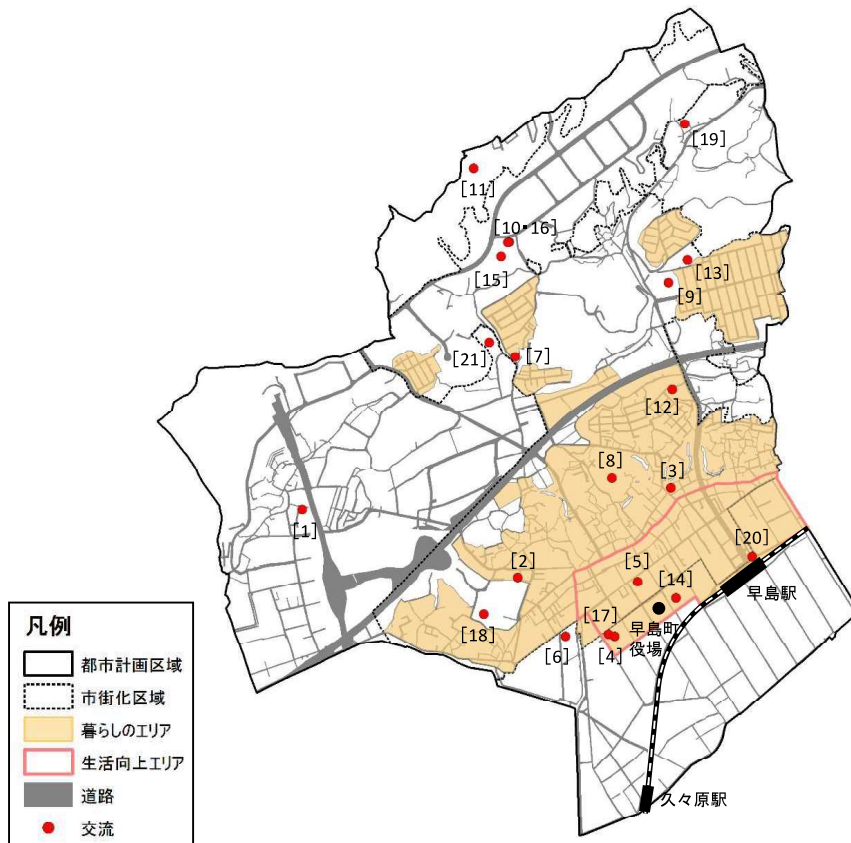 [19]
[11]
[10・16]
[15]
[13]
[9]
[21]
[7]
[12]
[8]
[3]
[1]
[20]
[2]
[5]
[14]
早島駅
[18]
[17]
[6]
[4]
早島町
役場
久々原駅
凡例
都市計画区域
市街化区域
暮らしのエリア
生活向上エリア
道路
交流